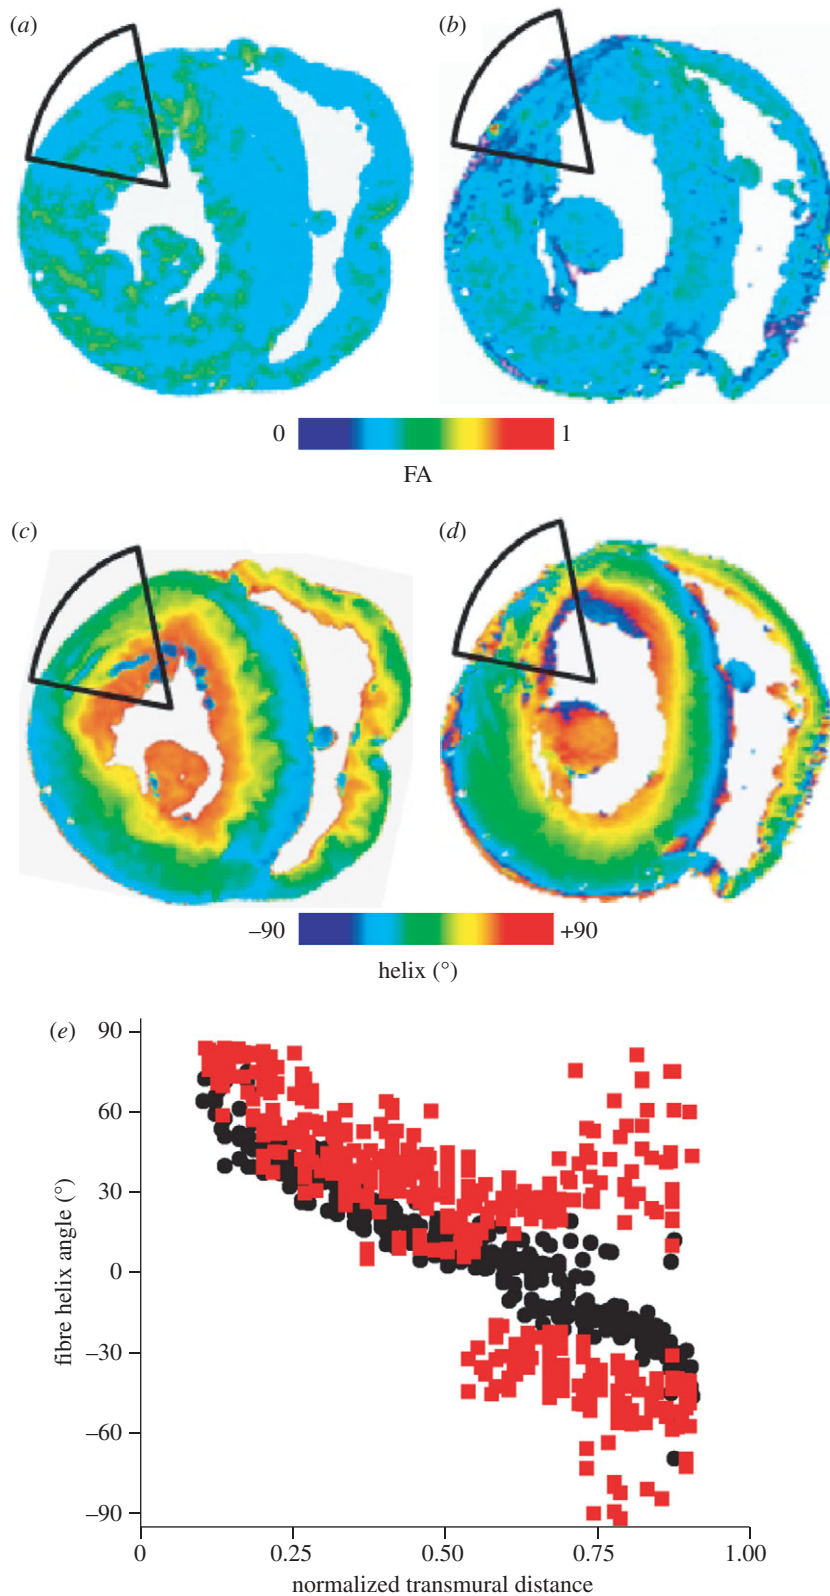 (a)
(b)
0 1
FA
(c)
(d)
–90 +90
helix (°)
(e)
90
60
30
0
–30
–60
–90
fibre helix angle (°)
0 0.25 0.50 0.75 1.00
normalized transmural distance